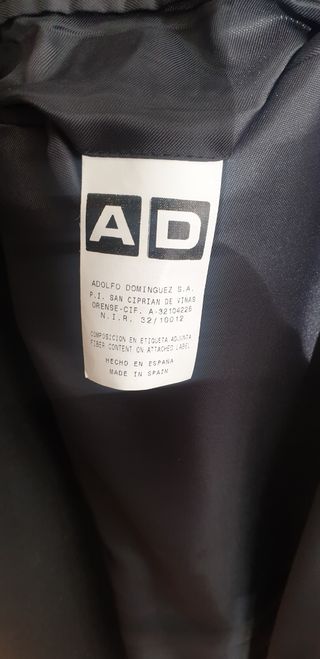 AD
ADOLFO DOMINGUEZ S.A.
P.I. SAN CIPRIAN DE VIÑAS
ORENSE-CIF. A-32104226
N.I.R. 32/10012
COMPOSICION EN ETIQUETA ADJUNTA
FIBER CONTENT ON ATTACHED LABEL
HECHO EN ESPAÑA
MADE IN SPAIN